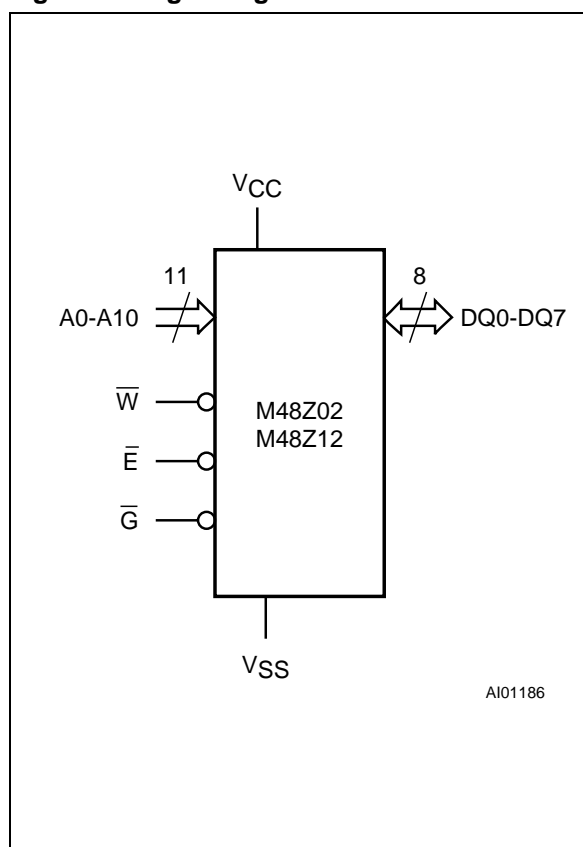 VCC
11
8
A0-A10
DQ0-DQ7
W̅
M48Z02
M48Z12
E̅
G̅
VSS
AI01186